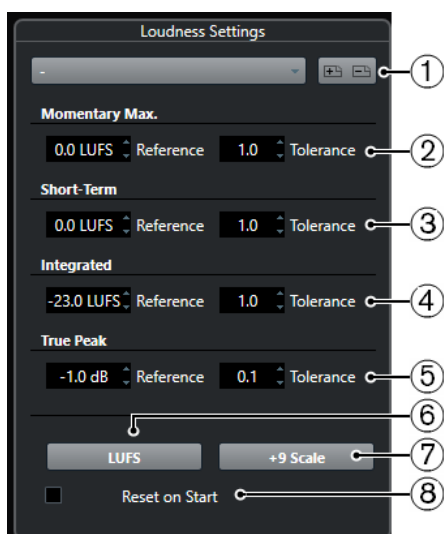 Loudness Settings
-
1
Momentary Max.
0.0 LUFS Reference 1.0 Tolerance 2
Short-Term
0.0 LUFS Reference 1.0 Tolerance 3
Integrated
-23.0 LUFS Reference 1.0 Tolerance 4
True Peak
-1.0 dB Reference 0.1 Tolerance 5
6
LUFS +9 Scale 7
Reset on Start 8